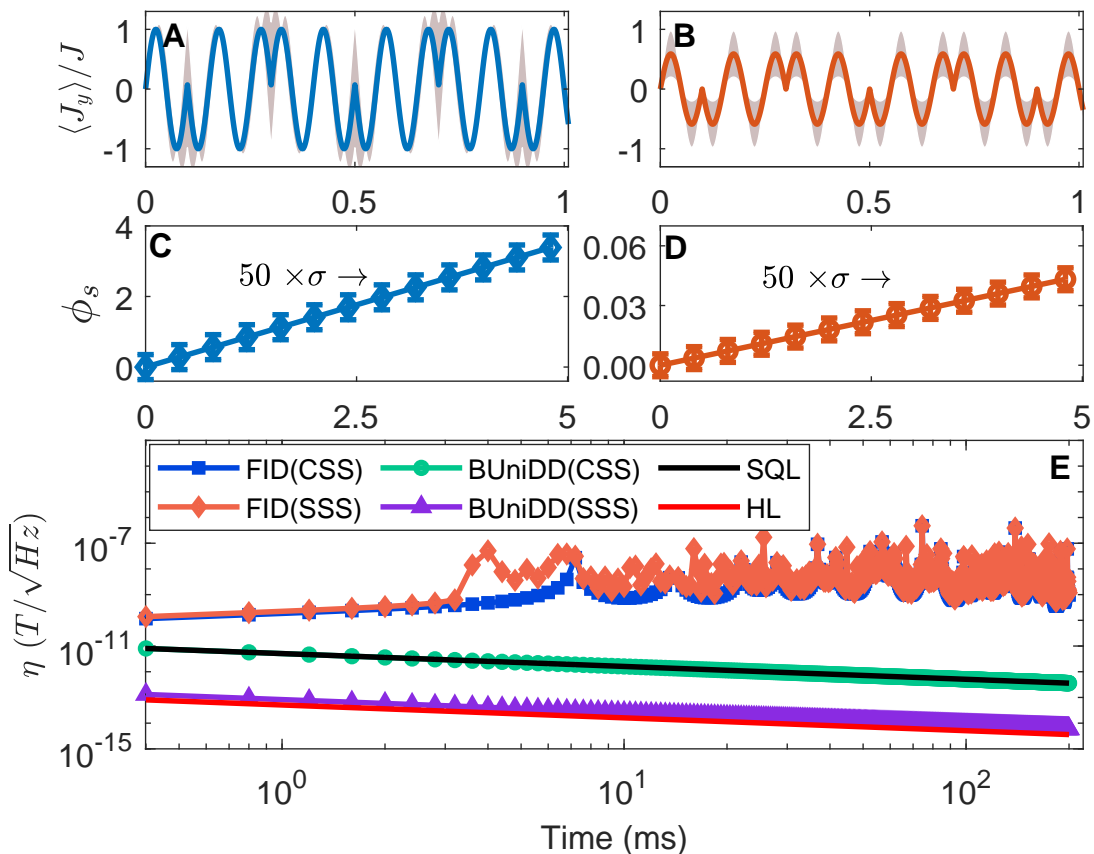 A
B
⟨J_y⟩/J
1
0
-1
1
0
-1
0
0.5
1
0
0.5
1
C
D
ϕ_s
4
2
0
50 ×σ →
0.06
0.03
0.00
50 ×σ →
0
2.5
5
0
2.5
5
E
FID(CSS)
BUniDD(CSS)
SQL
FID(SSS)
BUniDD(SSS)
HL
η (T/√Hz)
10^-7
10^-11
10^-15
10^0
10^1
10^2
Time (ms)